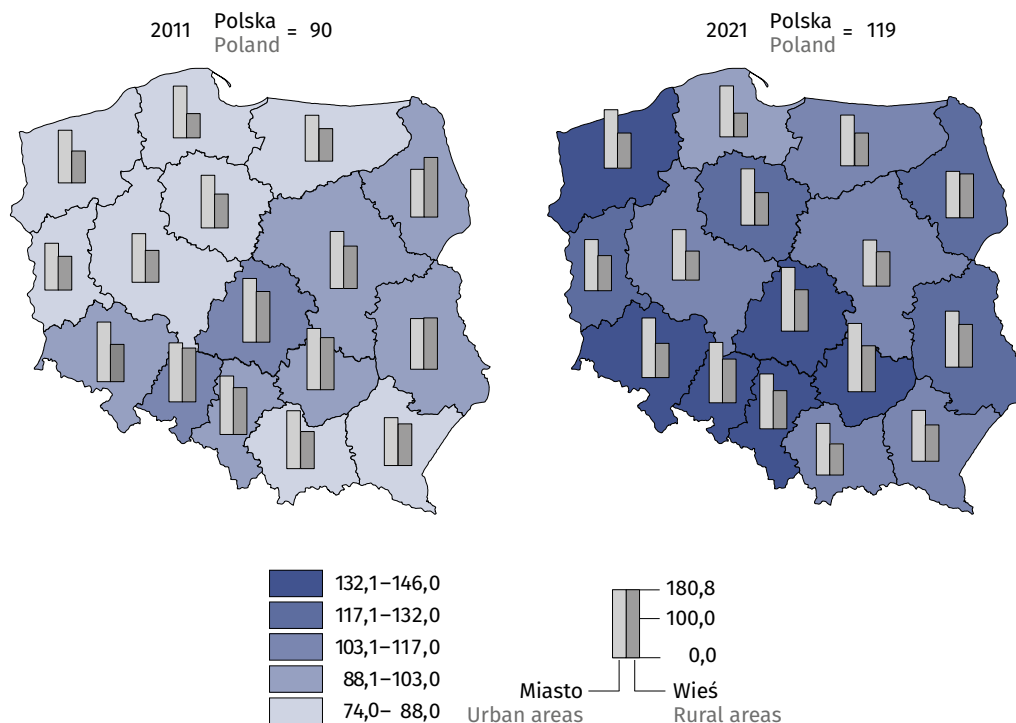 2011 Polska = 90
Poland
2021 Polska = 119
Poland
132,1–146,0
117,1–132,0
103,1–117,0
88,1–103,0
74,0– 88,0
180,8
100,0
0,0
Miasto
Urban areas
Wieś
Rural areas